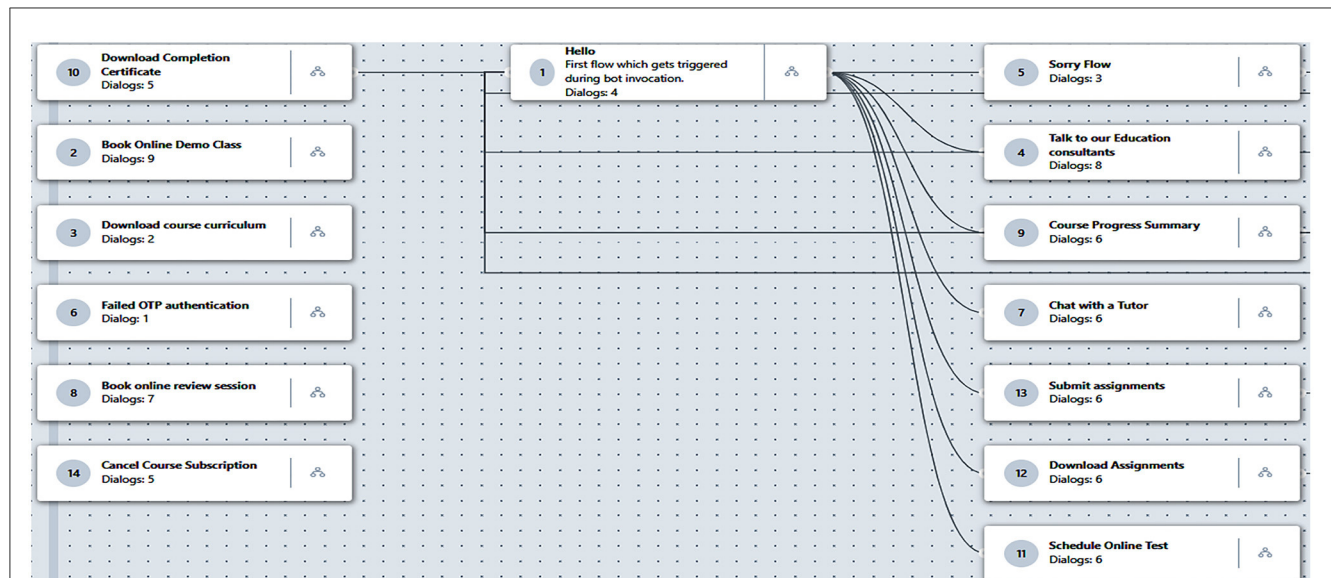 10
Download Completion
Certificate
Dialogs: 5
2
Book Online Demo Class
Dialogs: 9
3
Download course curriculum
Dialogs: 2
6
Failed OTP authentication
Dialog: 1
8
Book online review session
Dialogs: 7
14
Cancel Course Subscription
Dialogs: 5
1
Hello
First flow which gets triggered
during bot invocation.
Dialogs: 4
5
Sorry Flow
Dialogs: 3
4
Talk to our Education
consultants
Dialogs: 8
9
Course Progress Summary
Dialogs: 6
7
Chat with a Tutor
Dialogs: 6
13
Submit assignments
Dialogs: 6
12
Download Assignments
Dialogs: 6
11
Schedule Online Test
Dialogs: 6